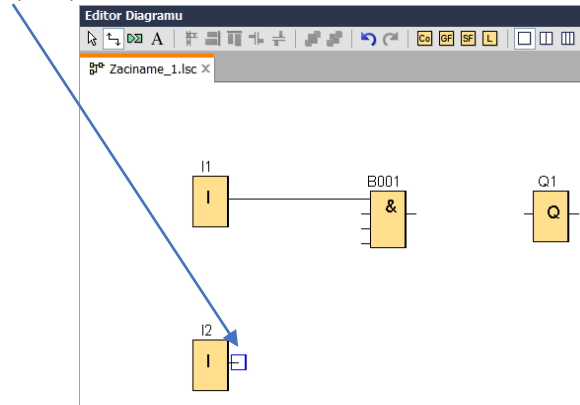 Editor Diagramu
A Co GF SF L
Zaciname_1.lsc
I1
I
B001
&
Q1
Q
I2
I